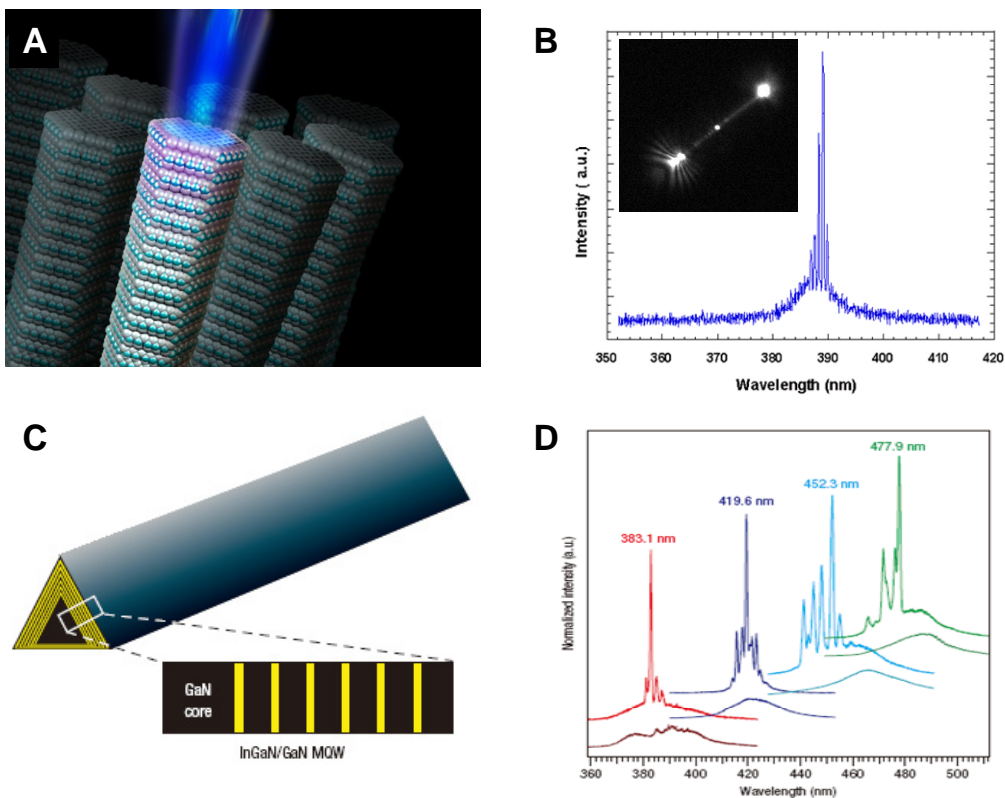 A
B
Intensity ( a.u.)
350 360 370 380 390 400 410 420
Wavelength (nm)
C
GaN
core
InGaN/GaN MQW
D
477.9 nm
452.3 nm
419.6 nm
383.1 nm
Normalized intensity (a.u.)
360 380 400 420 440 460 480 500
Wavelength (nm)